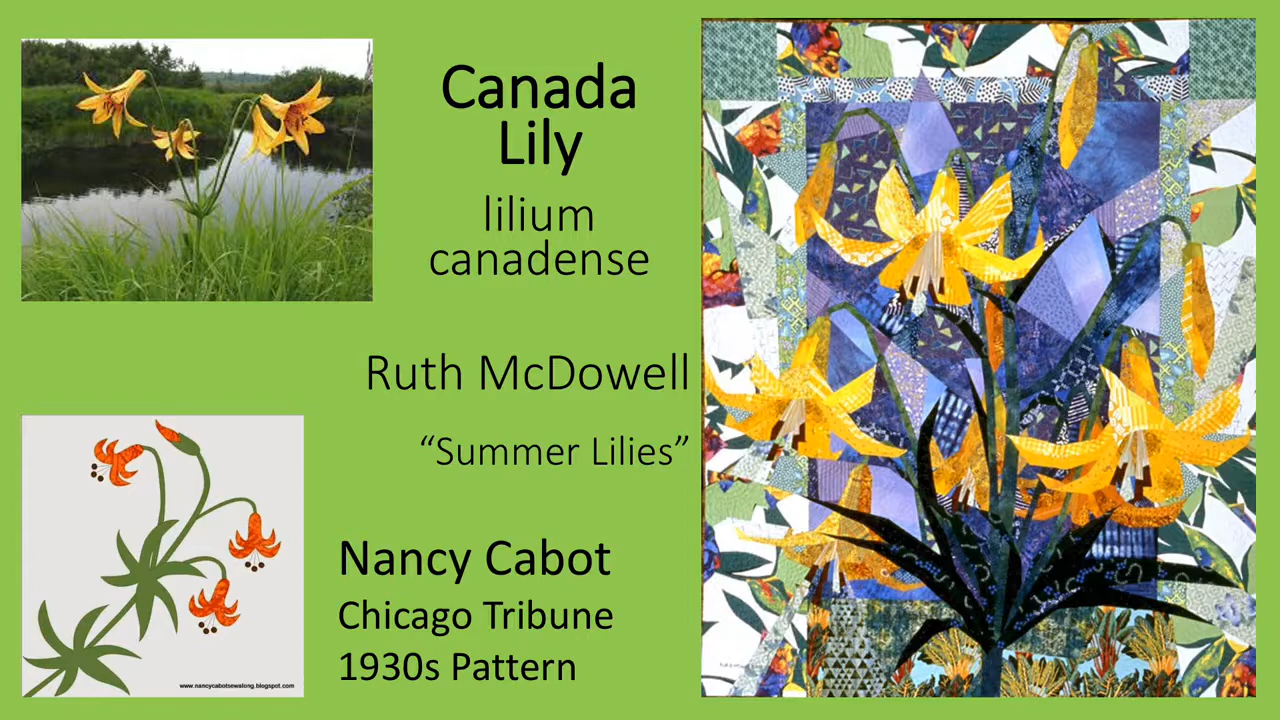 Canada
Lily
lilium
canadense
Ruth McDowell
“Summer Lilies”
Nancy Cabot
Chicago Tribune
1930s Pattern
www.nancycabotsewalong.blogspot.com